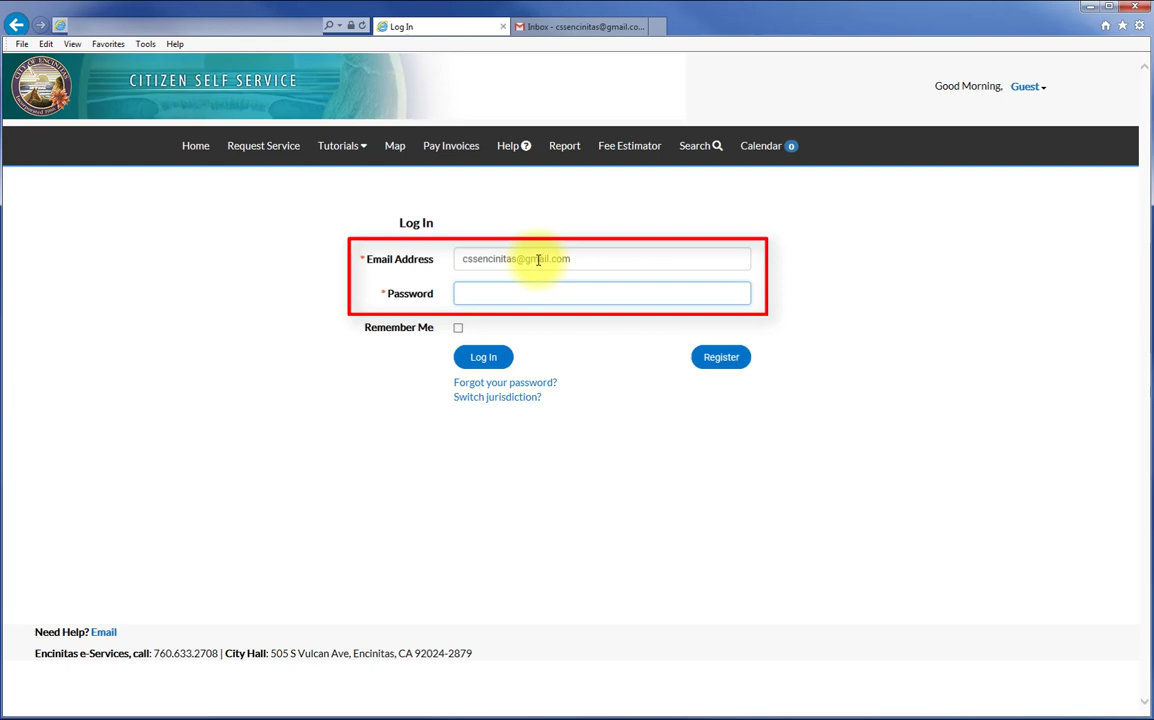 Log In
Inbox - cssencinitas@gmail.co...
File Edit View Favorites Tools Help
CITY OF ENCINITAS
CITIZEN SELF SERVICE
Good Morning, Guest
Home Request Service Tutorials Map Pay Invoices Help ? Report Fee Estimator Search Calendar 0
Log In
* Email Address cssencinitas@gmail.com
* Password
Remember Me
Log In Register
Forgot your password?
Switch jurisdiction?
Need Help? Email
Encinitas e-Services, call: 760.633.2708 | City Hall: 505 S Vulcan Ave, Encinitas, CA 92024-2879